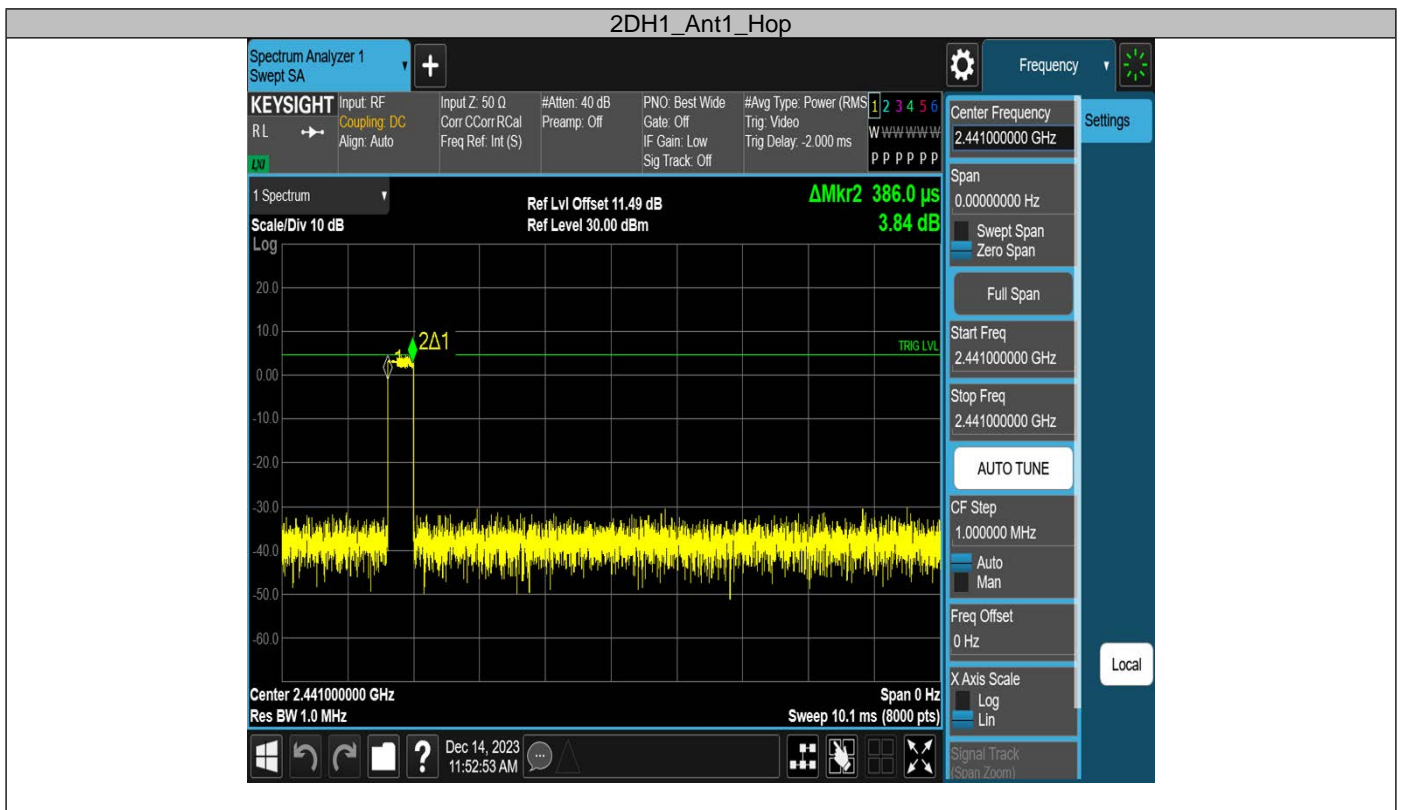 2DH1_Ant1_Hop
Spectrum Analyzer 1
Swept SA
+
Frequency
KEYSIGHT
RL
LXI
Input: RF
Coupling: DC
Align: Auto
Input Z: 50 Ω
Corr CCorr RCal
Freq Ref: Int (S)
#Atten: 40 dB
Preamp: Off
PNO: Best Wide
Gate: Off
IF Gain: Low
Sig Track: Off
#Avg Type: Power (RMS
Trig: Video
Trig Delay: -2.000 ms
1 2 3 4 5 6
W W W W W W
P P P P P P
1 Spectrum
Scale/Div 10 dB
Log
Ref Lvl Offset 11.49 dB
Ref Level 30.00 dBm
ΔMkr2 386.0 µs
3.84 dB
20.0
10.0
0.00
-10.0
-20.0
-30.0
-40.0
-50.0
-60.0
2Δ1
1
TRIG LVL
Center 2.441000000 GHz
Res BW 1.0 MHz
Span 0 Hz
Sweep 10.1 ms (8000 pts)
?
Dec 14, 2023
11:52:53 AM
Center Frequency
2.441000000 GHz
Span
0.00000000 Hz
Swept Span
Zero Span
Full Span
Start Freq
2.441000000 GHz
Stop Freq
2.441000000 GHz
AUTO TUNE
CF Step
1.000000 MHz
Auto
Man
Freq Offset
0 Hz
X Axis Scale
Log
Lin
Signal Track
(Span Zoom)
Settings
Local